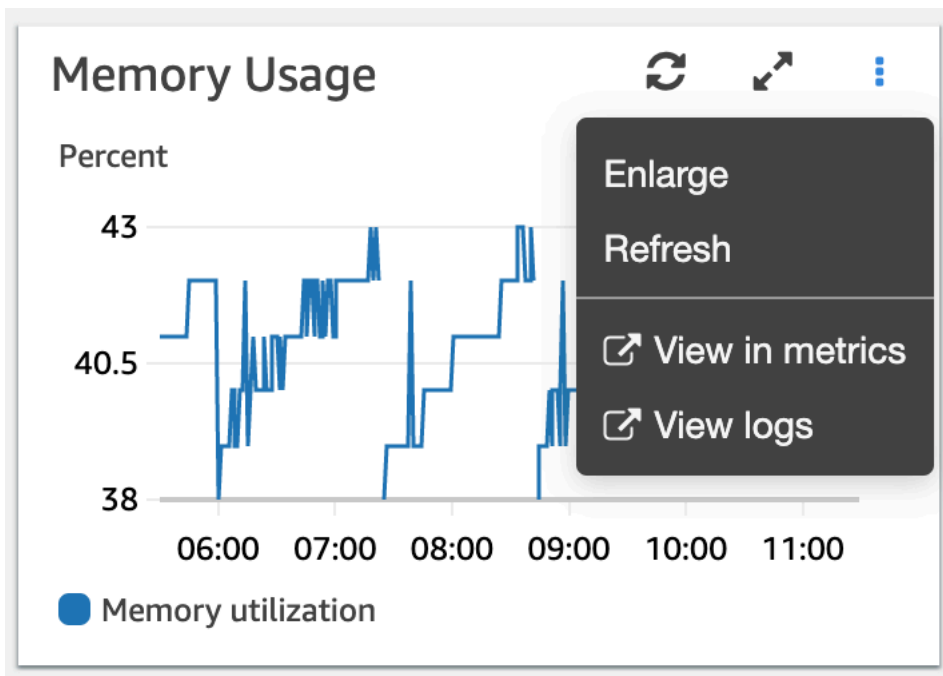 Memory Usage
Percent
Enlarge
Refresh
View in metrics
View logs
43
40.5
38
06:00 07:00 08:00 09:00 10:00 11:00
Memory utilization